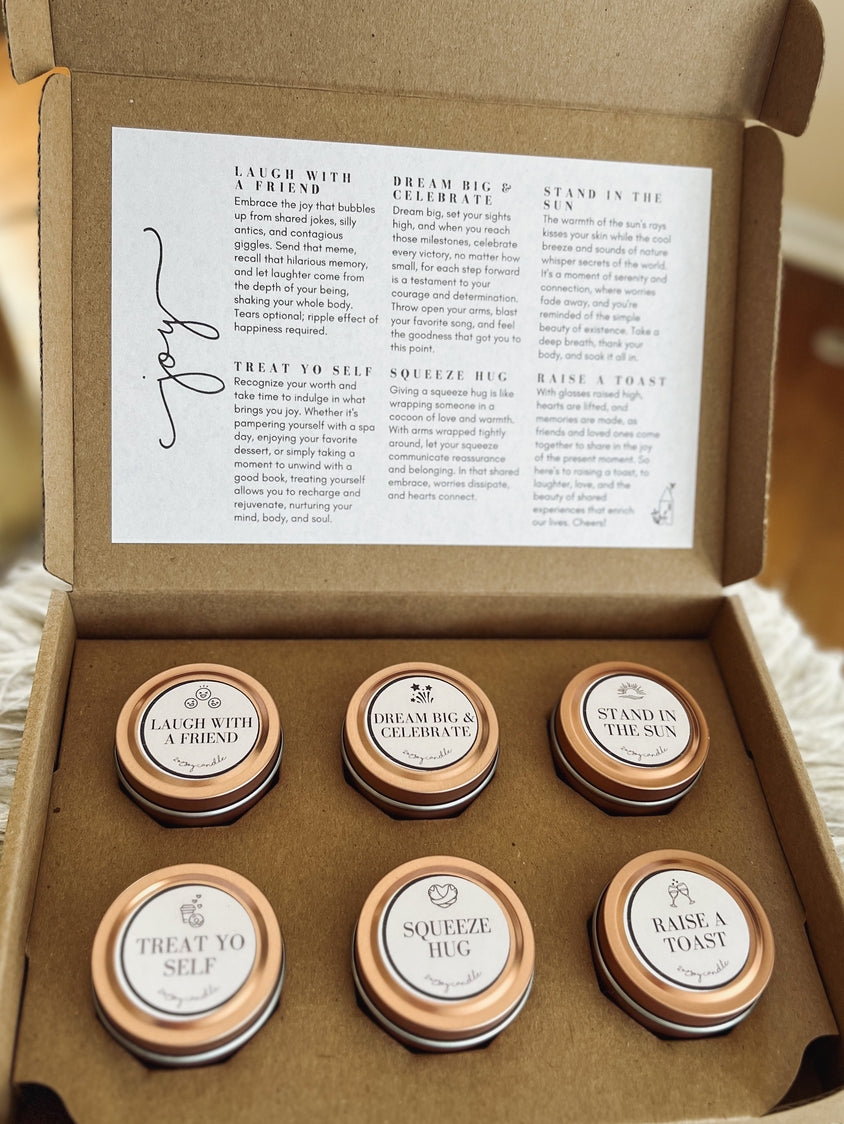 joy
LAUGH WITH
A FRIEND
Embrace the joy that bubbles
up from shared jokes, silly
antics, and contagious
giggles. Send that meme,
recall that hilarious memory,
and let laughter come from
the depth of your being,
shaking your whole body.
Tears optional; ripple effect of
happiness required.
DREAM BIG &
CELEBRATE
Dream big, set your sights
high, and when you reach
those milestones, celebrate
every victory, no matter how
small, for each step forward
is a testament to your
courage and determination.
Throw open your arms, blast
your favorite song, and feel
the goodness that got you to
this point.
STAND IN THE
SUN
The warmth of the sun's rays
kisses your skin while the cool
breeze and sounds of nature
whisper secrets of the world.
It's a moment of serenity and
connection, where worries
fade away, and you're
reminded of the simple
beauty of existence. Take a
deep breath, thank your
body, and soak it all in.
TREAT YO SELF
Recognize your worth and
take time to indulge in what
brings you joy. Whether it's
pampering yourself with a spa
day, enjoying your favorite
dessert, or simply taking a
moment to unwind with a
good book, treating yourself
allows you to recharge and
rejuvenate, nurturing your
mind, body, and soul.
SQUEEZE HUG
Giving a squeeze hug is like
wrapping someone in a
cocoon of love and warmth.
With arms wrapped tightly
around, let your squeeze
communicate reassurance
and belonging. In that shared
embrace, worries dissipate,
and hearts connect.
RAISE A TOAST
With glasses raised high,
hearts are lifted, and
memories are made, as
friends and loved ones come
together to share in the joy
of the present moment. So
here's to raising a toast, to
laughter, love, and the
beauty of shared
experiences that enrich
our lives. Cheers!
LAUGH WITH
A FRIEND
DREAM BIG &
CELEBRATE
STAND IN
THE SUN
TREAT YO
SELF
SQUEEZE
HUG
RAISE A
TOAST